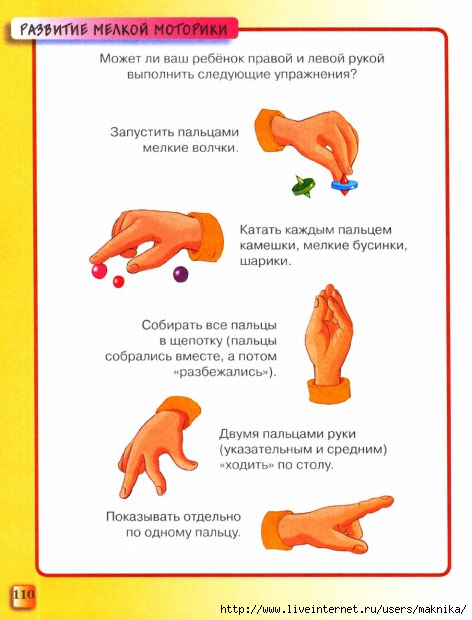 РАЗВИТИЕ МЕЛКОЙ МОТОРИКИ
Может ли ваш ребёнок правой и левой рукой
выполнить следующие упражнения?
Запустить пальцами
мелкие волчки.
Катать каждым пальцем
камешки, мелкие бусинки,
шарики.
Собирать все пальцы
в щепотку (пальцы
собрались вместе, а потом
«разбежались»).
Двумя пальцами руки
(указательным и средним)
«ходить» по столу.
Показывать отдельно
по одному пальцу.
110
http://www.liveinternet.ru/users/maknika/